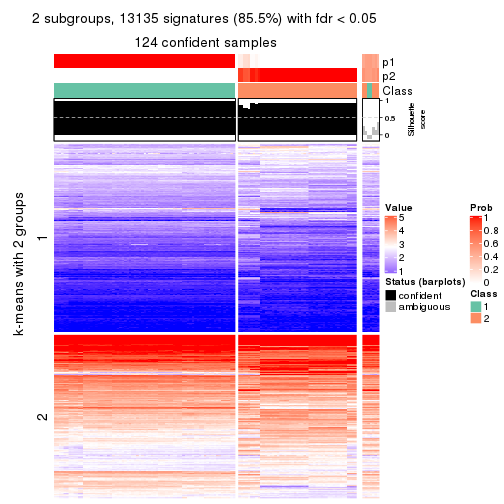 2 subgroups, 13135 signatures (85.5%) with fdr < 0.05
124 confident samples
p1
p2
Class
1
0.5
0
Silhouette
score
k-means with 2 groups
1
2
Value
5
4
3
2
1
Prob
1
0.8
0.6
0.4
0.2
0
Status (barplots)
confident
ambiguous
Class
1
2